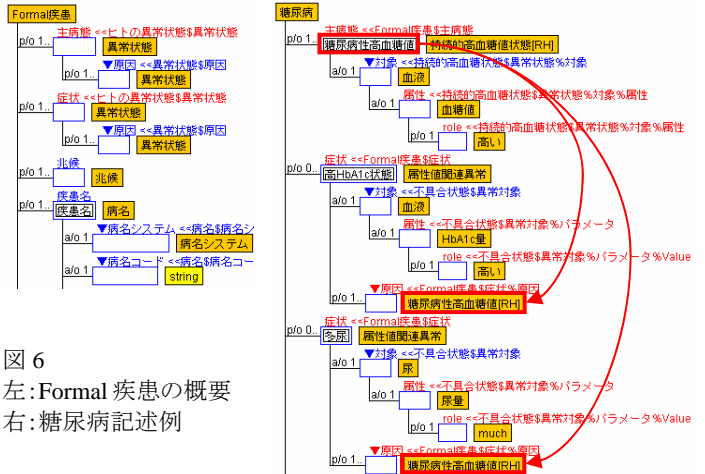 Formal疾患
主病態 <<ヒトの異常状態$異常状態
p/o 1.. 異常状態
▼原因 <<異常状態$原因
p/o 1.. 異常状態
症状 <<ヒトの異常状態$異常状態
p/o 1.. 異常状態
▼原因 <<異常状態$原因
p/o 1.. 異常状態
兆候
p/o 1.. 兆候
疾患名
p/o 1.. 疾患名 病名
▼病名システム <<病名$病名シ
a/o 1 病名システム
▼病名コード <<病名$病名コー
a/o 1 string
図 6
左:Formal 疾患の概要
右:糖尿病記述例
糖尿病
主病態 <<Formal疾患$主病態
p/o 1.. 糖尿病性高血糖値 持続的高血糖値状態[RH]
▼対象 <<持続的高血糖値状態$異常状態%対象
a/o 1 血液
属性 <<持続的高血糖値状態$異常状態%対象%属性
a/o 1 血糖値
role <<持続的高血糖状態$異常状態%対象%属性
p/o 1 高い
症状 <<Formal疾患$症状
p/o 0.. 高HbA1c状態 属性値関連異常
▼対象 <<不具合状態$異常対象
a/o 1 血液
属性 <<不具合状態$異常対象%パラメータ
a/o 1 HbA1c量
role <<不具合状態$異常対象%パラメータ%Value
p/o 1 高い
▼原因 <<Formal疾患$症状%原因
p/o 1.. 糖尿病性高血糖値[RH]
症状 <<Formal疾患$症状
p/o 0.. 多尿 属性値関連異常
▼対象 <<不具合状態$異常対象
a/o 1 尿
属性 <<不具合状態$異常対象%パラメータ
a/o 1 尿量
role <<不具合状態$異常対象%パラメータ%Value
p/o 1 much
▼原因 <<Formal疾患$症状%原因
p/o 1.. 糖尿病性高血糖値[RH]